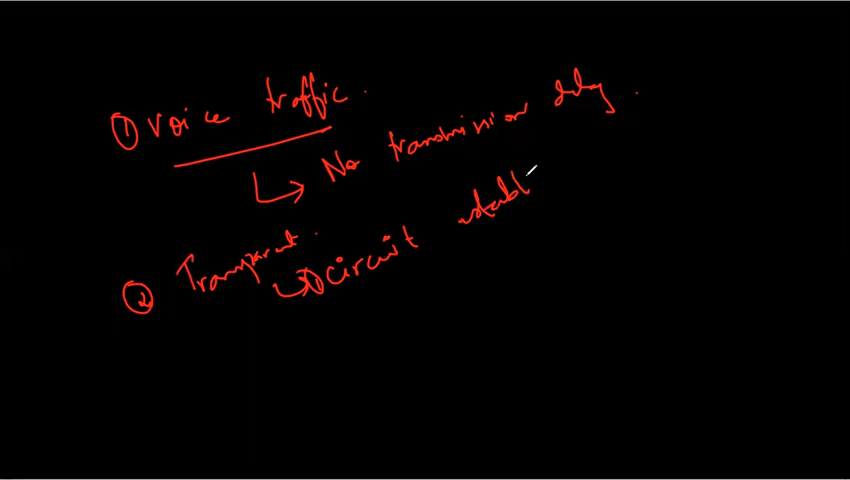 ① Voice traffic.
↳ No transmission delay.
② Transparent.
↳ Circuit establ